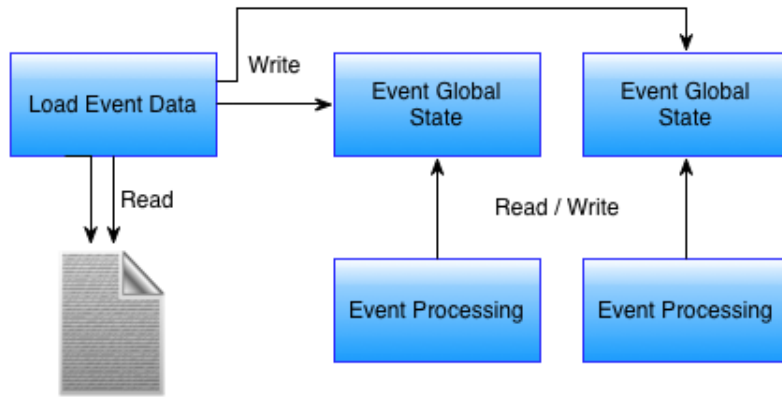 Write
Load Event Data
Event Global
State
Event Global
State
Read
Read / Write
Event Processing
Event Processing